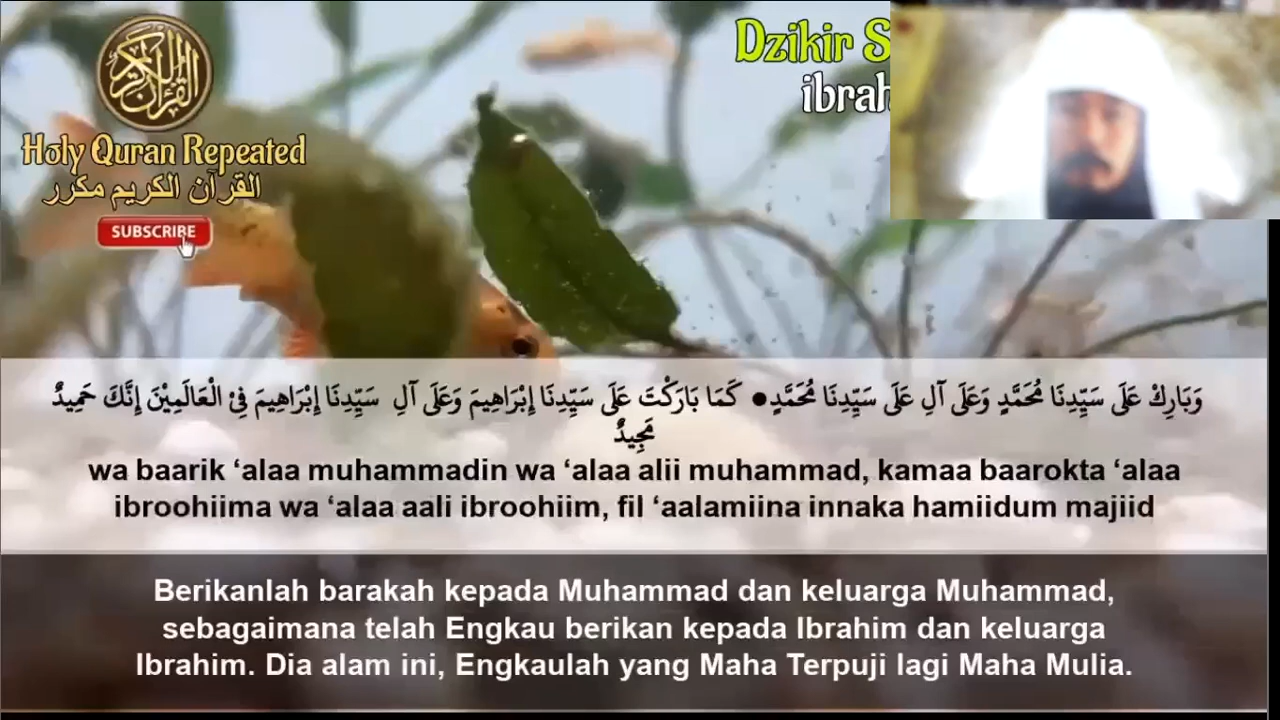 Holy Quran Repeated
القرآن الكريم مكرر
SUBSCRIBE
Dzikir
وَبَارِكْ عَلَى سَيِّدِنَا مُحَمَّدٍ وَعَلَى آلِ عَلَى سَيِّدِنَا مُحَمَّدٍ● كَمَا بَارَكْتَ عَلَى سَيِّدِنَا إِبْرَاهِيمَ وَعَلَى آلِ سَيِّدِنَا إِبْرَاهِيمَ فِيْ الْعَالَمِيْنَ إِنَّكَ حَمِيدٌ
مَجِيدٌ
wa baarik ‘alaa muhammadin wa ‘alaa alii muhammad, kamaa baarokta ‘alaa
ibroohiima wa ‘alaa aali ibroohiim, fil ‘aalamiina innaka hamiidum majiid
Berikanlah barakah kepada Muhammad dan keluarga Muhammad,
sebagaimana telah Engkau berikan kepada Ibrahim dan keluarga
Ibrahim. Dia alam ini, Engkaulah yang Maha Terpuji lagi Maha Mulia.